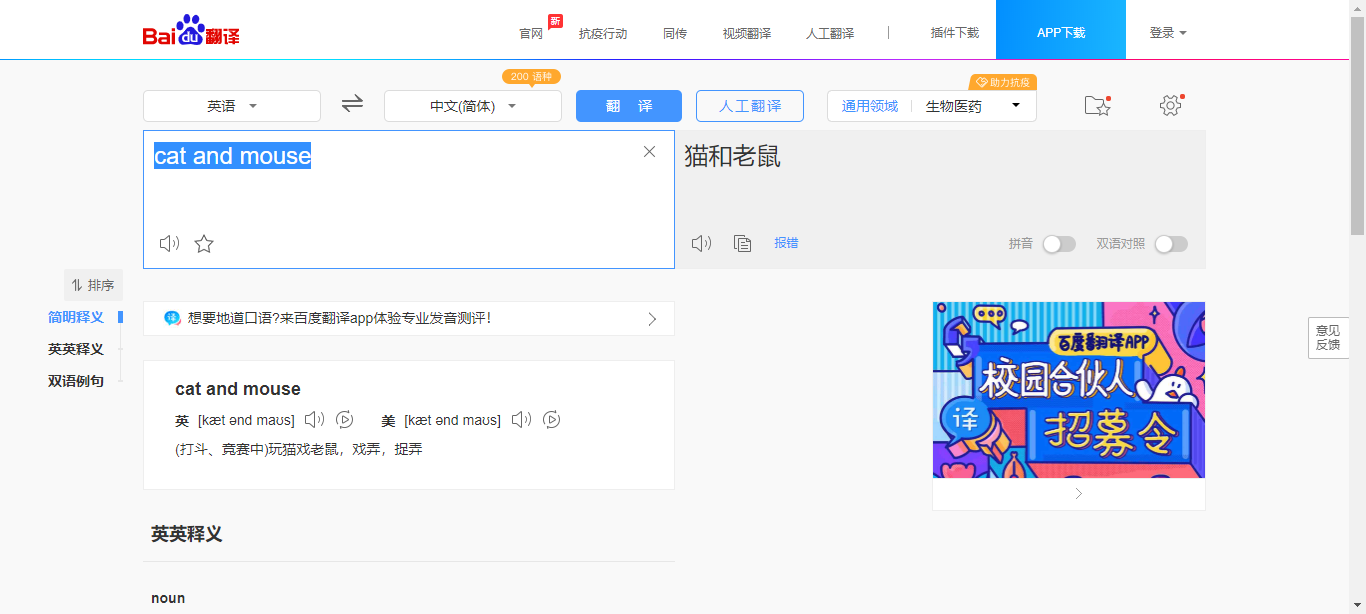 Bai du 翻译
官网 新 抗疫行动 同传 视频翻译 人工翻译 插件下载 APP下载 登录
200 语种
助力抗疫
英语 中文(简体) 翻 译 人工翻译 通用领域 生物医药
cat and mouse
猫和老鼠
报错 拼音 双语对照
排序
简明释义
英英释义
双语例句
想要地道口语?来百度翻译app体验专业发音测评!
cat and mouse
英 [kæt ənd maʊs] 美 [kæt ənd maʊs]
(打斗、竞赛中)玩猫戏老鼠，戏弄，捉弄
英英释义
noun
百度翻译APP
校园合伙人
译 招募令
意见
反馈